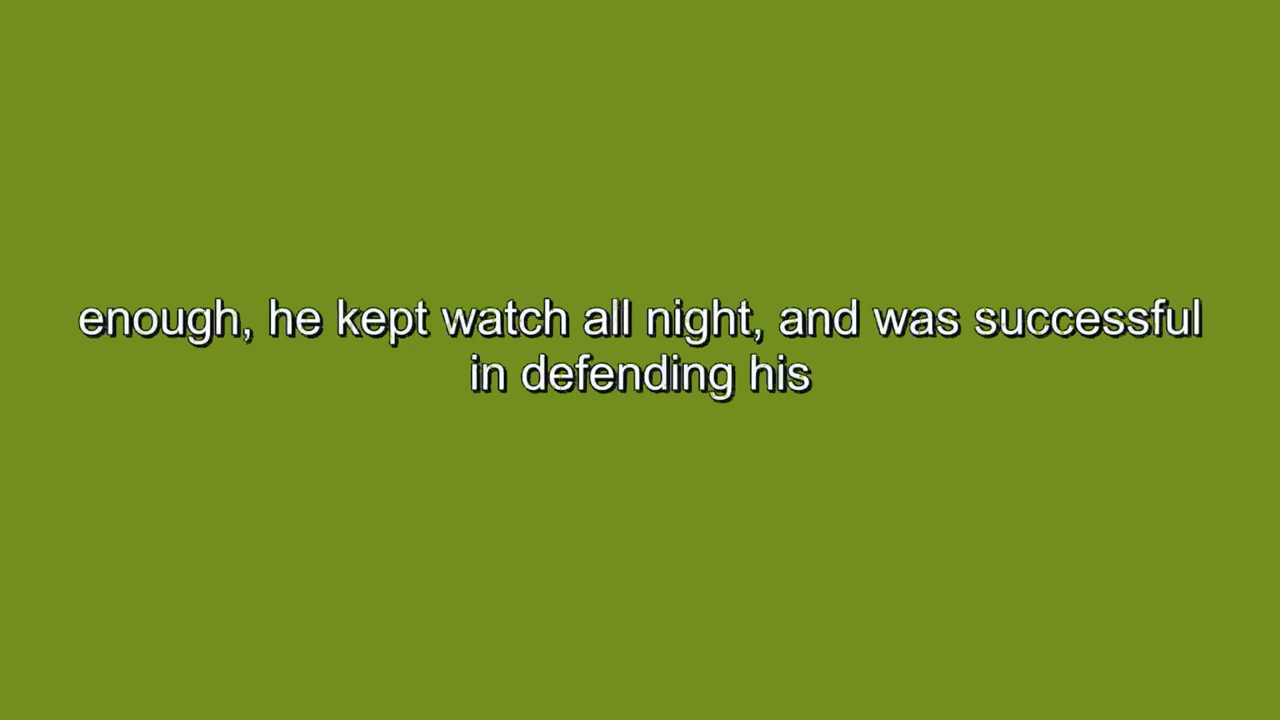 enough, he kept watch all night, and was successful
in defending his